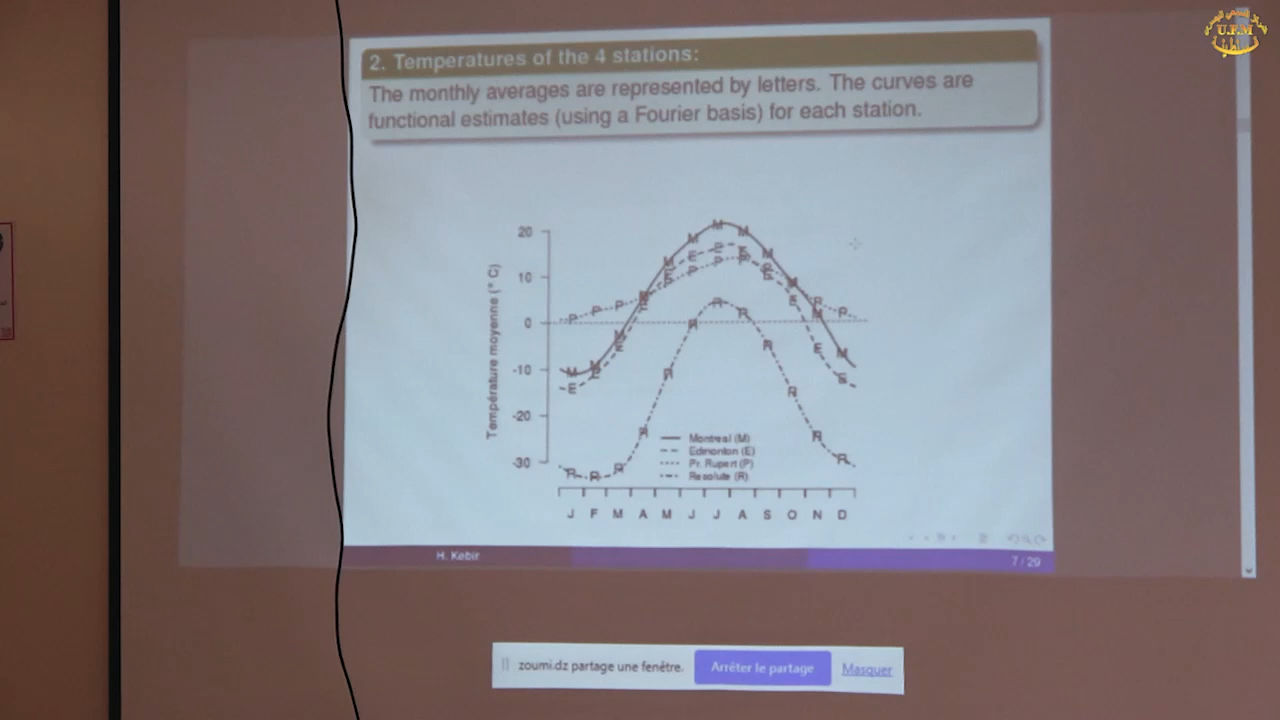 U.F.M
2. Temperatures of the 4 stations:
The monthly averages are represented by letters. The curves are
functional estimates (using a Fourier basis) for each station.
Température moyenne (° C)
20
10
0
-10
-20
-30
Montreal (M)
Edmonton (E)
Pr. Rupert (P)
Resolute (R)
J F M A M J J A S O N D
H. Kebir
7 / 29
zoumi.dz partage une fenêtre.
Arrêter le partage
Masquer